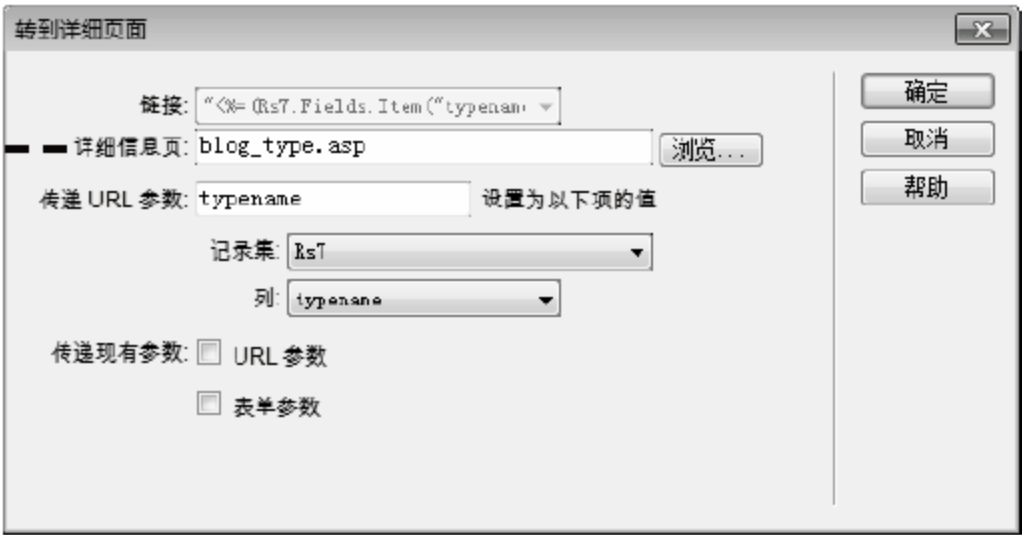 转到详细页面
链接: "<%=(RsT.Fields.Item("typenam
确定
详细信息页: blog_type.asp 浏览...
取消
传递 URL 参数: typename 设置为以下项的值
帮助
记录集: RsT
列: typename
传递现有参数: URL 参数
表单参数